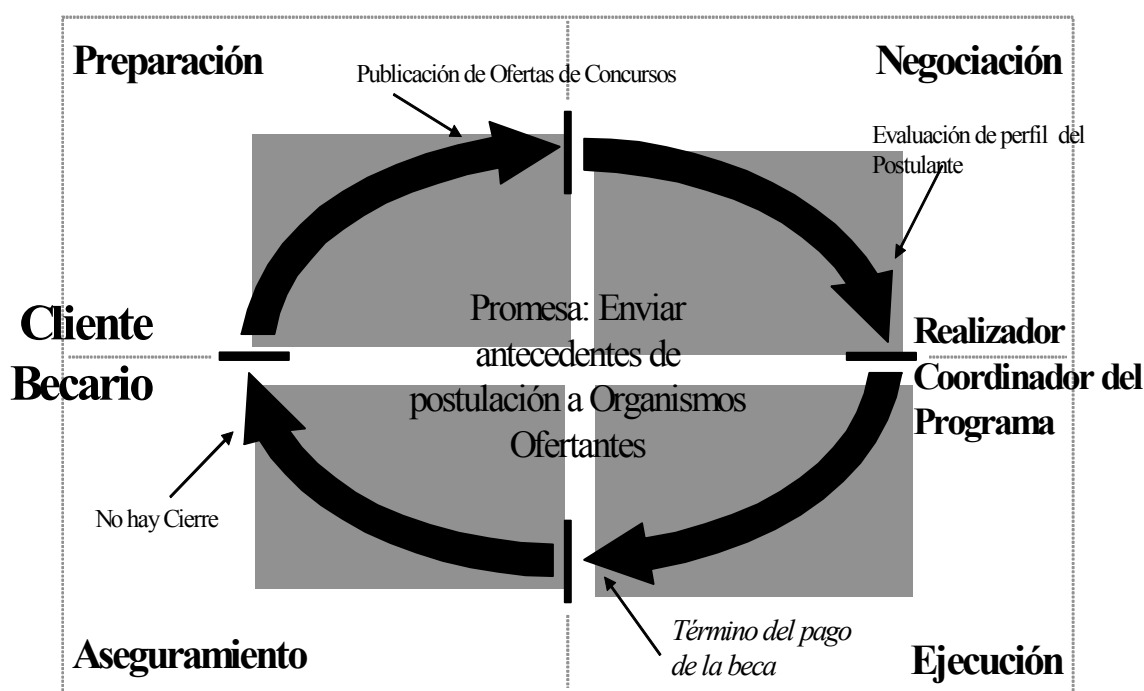 Preparación
Negociación
Publicación de Ofertas de Concursos
Evaluación de perfil del
Postulante
Cliente
Becario
Promesa: Enviar
antecedentes de
postulación a Organismos
Ofertantes
Realizador
Coordinador del
Programa
No hay Cierre
Término del pago
de la beca
Aseguramiento
Ejecución